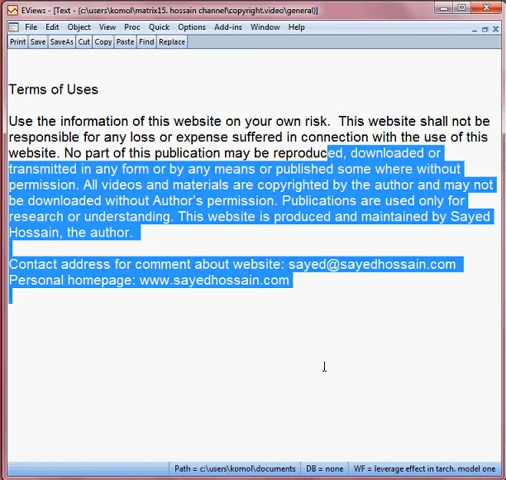 EViews - [Text - (c:\users\komol\matrix15. hossain channel\copyright.video\general)]
File Edit Object View Proc Quick Options Add-ins Window Help
Print Save SaveAs Cut Copy Paste Find Replace
Terms of Uses
Use the information of this website on your own risk. This website shall not be
responsible for any loss or expense suffered in connection with the use of this
website. No part of this publication may be reproduced, downloaded or
transmitted in any form or by any means or published some where without
permission. All videos and materials are copyrighted by the author and may not
be downloaded without Author's permission. Publications are used only for
research or understanding. This website is produced and maintained by Sayed
Hossain, the author.
Contact address for comment about website: sayed@sayedhossain.com
Personal homepage: www.sayedhossain.com
Path = c:\users\komol\documents DB = none WF = leverage effect in tarch. model one